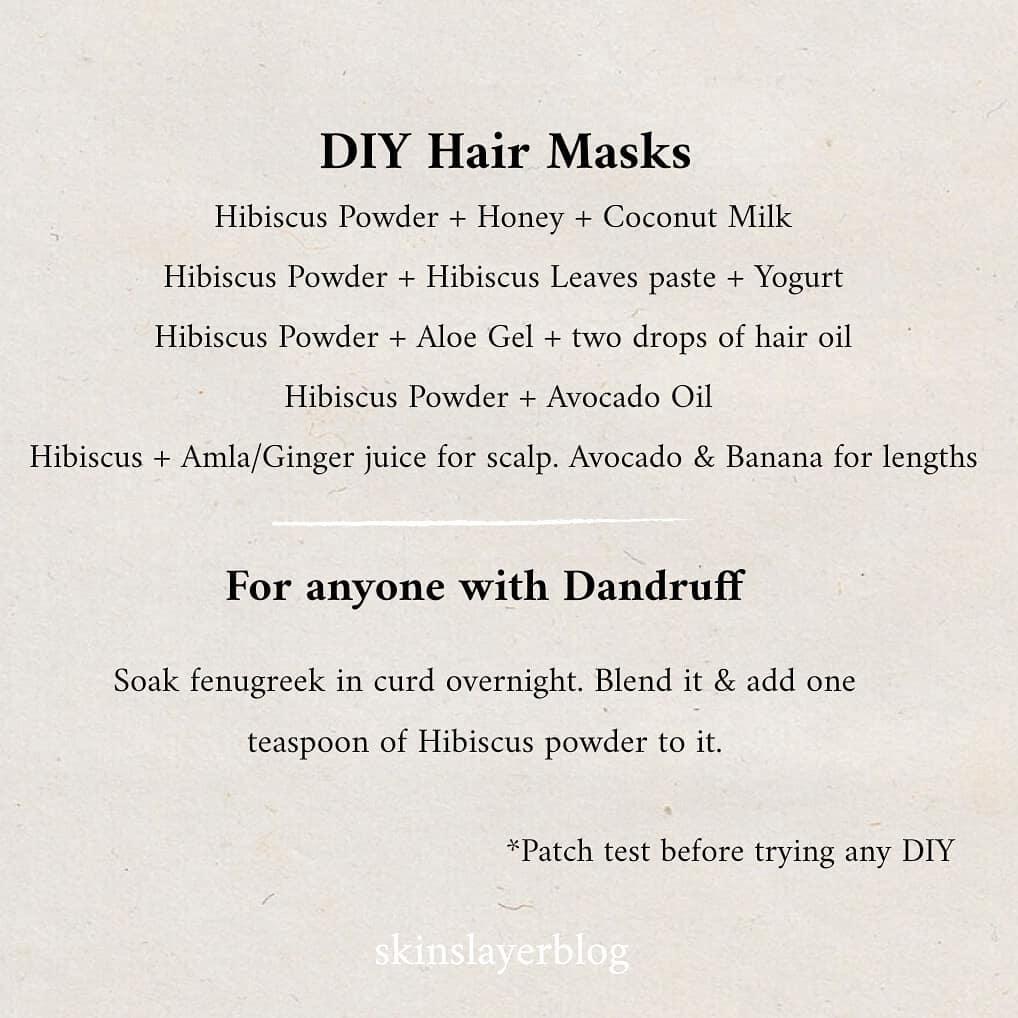 DIY Hair Masks
Hibiscus Powder + Honey + Coconut Milk
Hibiscus Powder + Hibiscus Leaves paste + Yogurt
Hibiscus Powder + Aloe Gel + two drops of hair oil
Hibiscus Powder + Avocado Oil
Hibiscus + Amla/Ginger juice for scalp. Avocado & Banana for lengths
For anyone with Dandruff
Soak fenugreek in curd overnight. Blend it & add one
teaspoon of Hibiscus powder to it.
*Patch test before trying any DIY
skinslayerblog